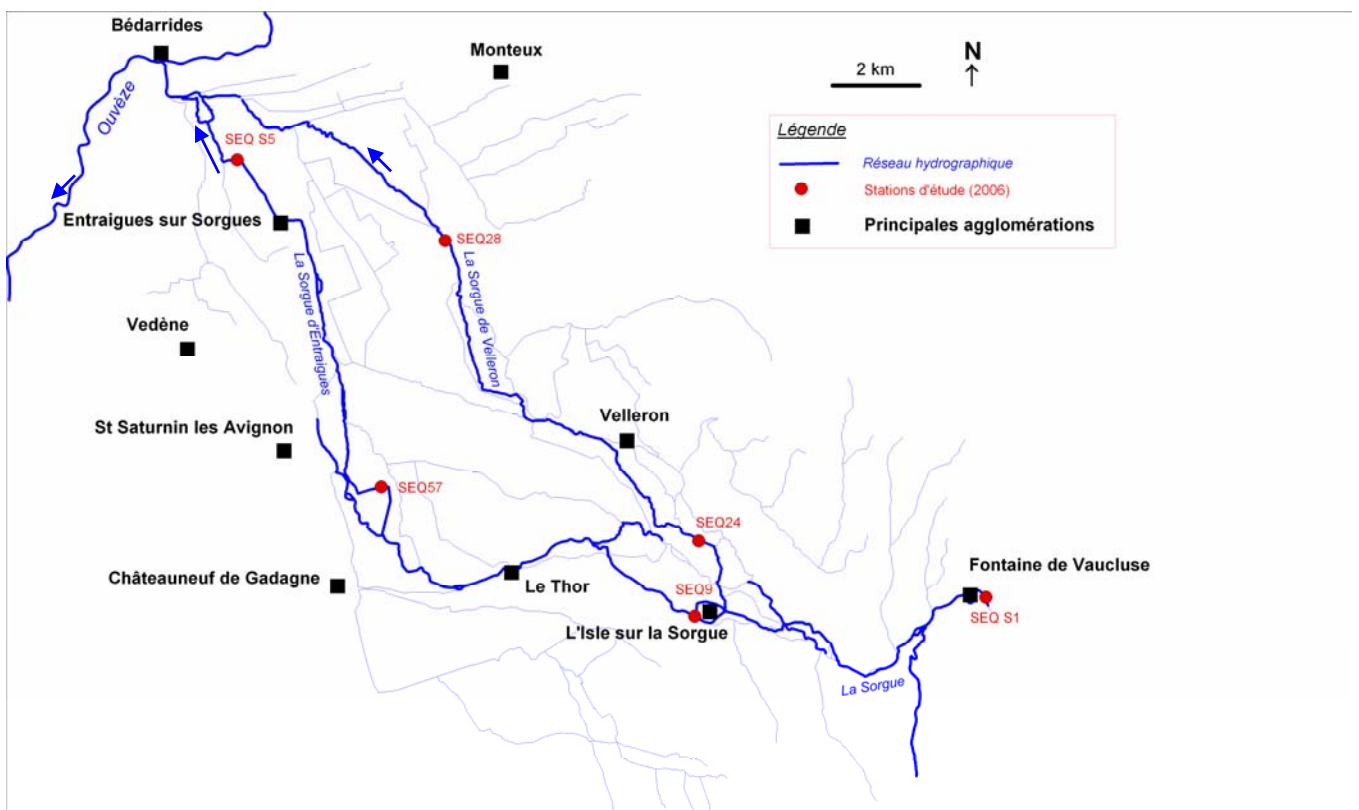 Bédarrides
Monteux
N
2 km
Ouvèze
Légende
Réseau hydrographique
Stations d'étude (2006)
Principales agglomérations
SEQ S5
Entraigues sur Sorgues
SEQ28
La Sorgue d'Entraigues
La Sorgue de Velleron
Vedène
St Saturnin les Avignon
Velleron
SEQ57
SEQ24
Châteauneuf de Gadagne
Le Thor
SEQ9
Fontaine de Vaucluse
SEQ S1
L'Isle sur la Sorgue
La Sorgue